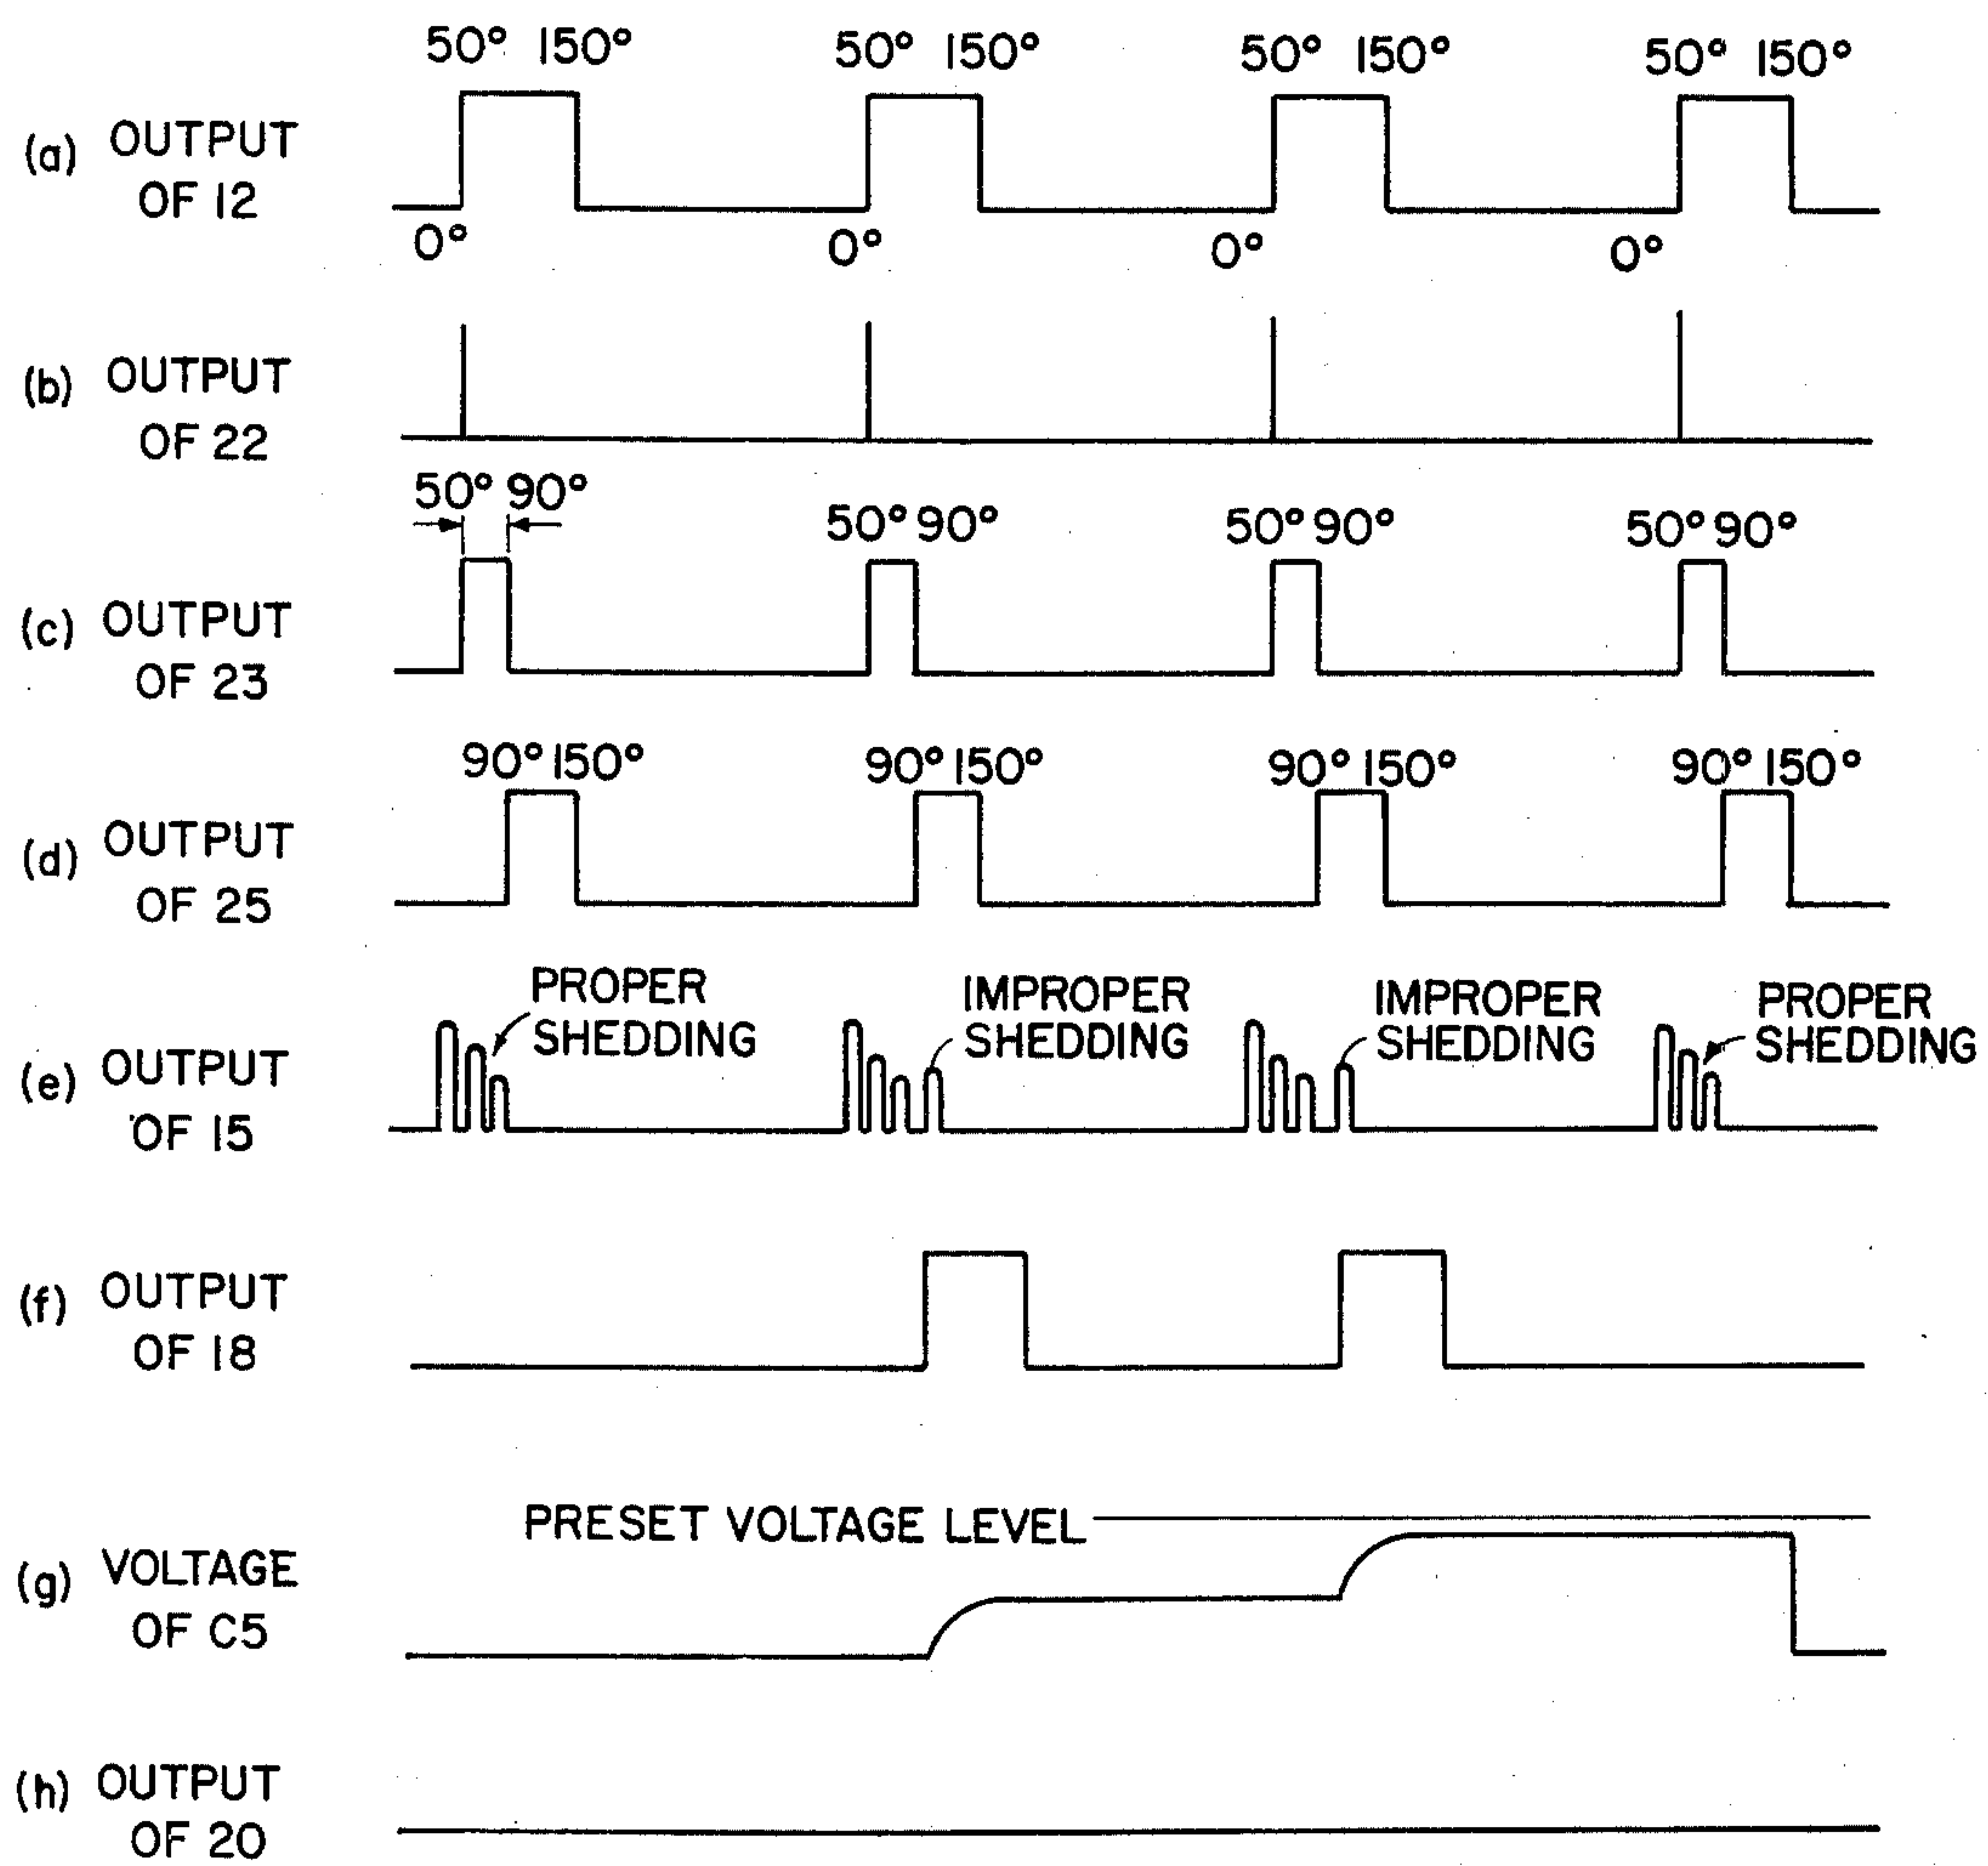 50° 150° 50° 150° 50° 150° 50° 150°
(a) OUTPUT
OF 12
0° 0° 0° 0°
(b) OUTPUT
OF 22
50° 90° 50° 90° 50° 90° 50° 90°
(c) OUTPUT
OF 23
90° 150° 90° 150° 90° 150° 90° 150°
(d) OUTPUT
OF 25
PROPER
SHEDDING
IMPROPER
SHEDDING
IMPROPER
SHEDDING
PROPER
SHEDDING
(e) OUTPUT
OF 15
(f) OUTPUT
OF 18
PRESET VOLTAGE LEVEL
(g) VOLTAGE
OF C5
(h) OUTPUT
OF 20